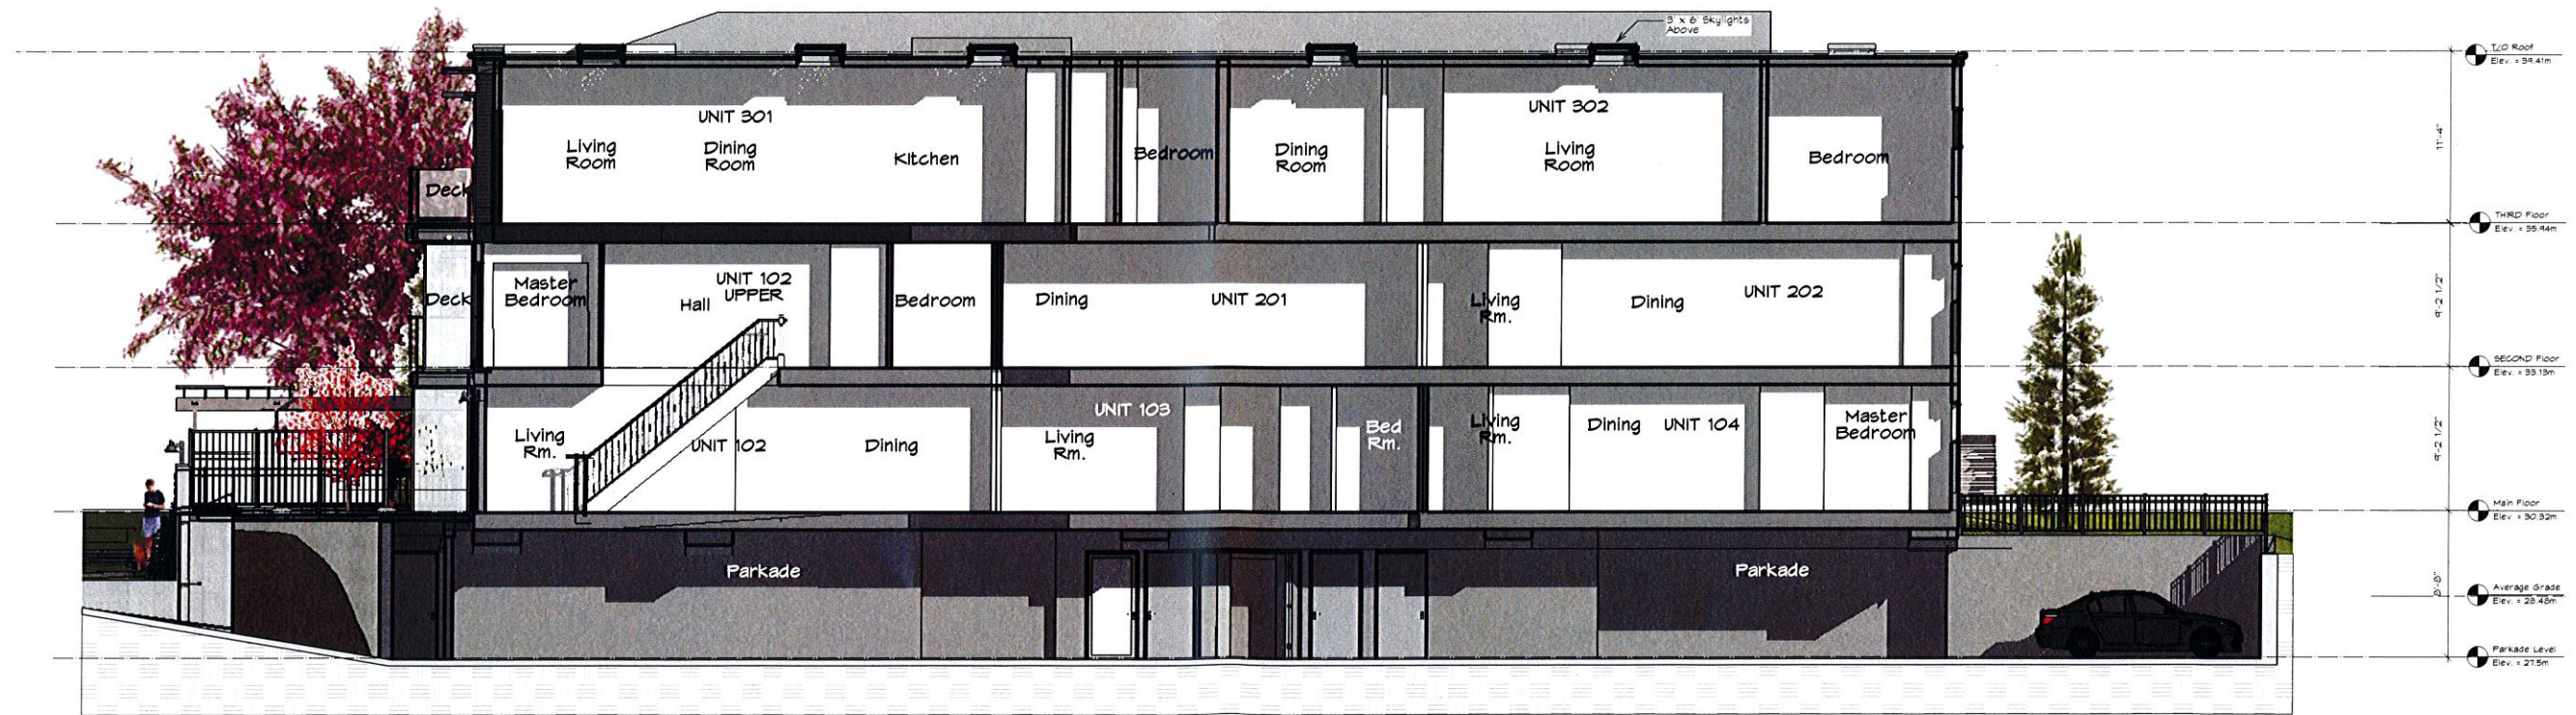 3' x 6' Skylights
Above
T/O Roof
Elev. = 39.41m
UNIT 301
Living
Room
Dining
Room
Kitchen
Bedroom
Dining
Room
UNIT 302
Living
Room
Bedroom
Deck
11'-4"
THIRD Floor
Elev. = 35.94m
Deck
Master
Bedroom
Hall
UNIT 102
UPPER
Bedroom
Dining
UNIT 201
Living
Rm.
Dining
UNIT 202
9'-2 1/2"
SECOND Floor
Elev. = 33.13m
Living
Rm.
UNIT 102
Dining
Living
Rm.
UNIT 103
Bed
Rm.
Living
Rm.
Dining
UNIT 104
Master
Bedroom
9'-2 1/2"
Main Floor
Elev. = 30.32m
Parkade
Parkade
Average Grade
Elev. = 28.48m
Parkade Level
Elev. = 27.5m